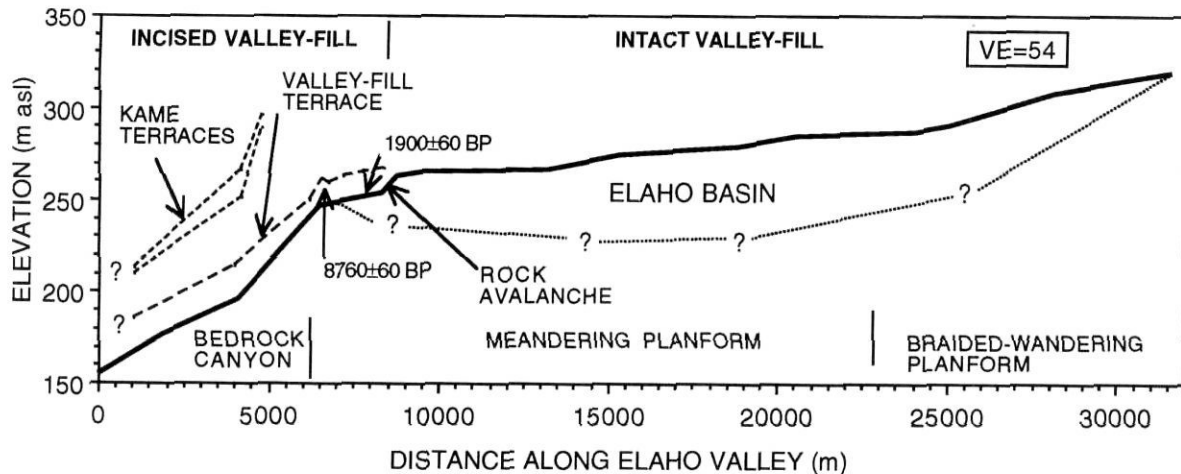 350
300
250
200
150
ELEVATION (m asl)
INCISED VALLEY-FILL
INTACT VALLEY-FILL
VE=54
VALLEY-FILL
TERRACE
KAME
TERRACES
1900±60 BP
ELAHO BASIN
?
?
?
?
?
?
8760±60 BP
ROCK
AVALANCHE
BEDROCK
CANYON
MEANDERING PLANFORM
BRAIDED-WANDERING
PLANFORM
0
5000
10000
15000
20000
25000
30000
DISTANCE ALONG ELAHO VALLEY (m)